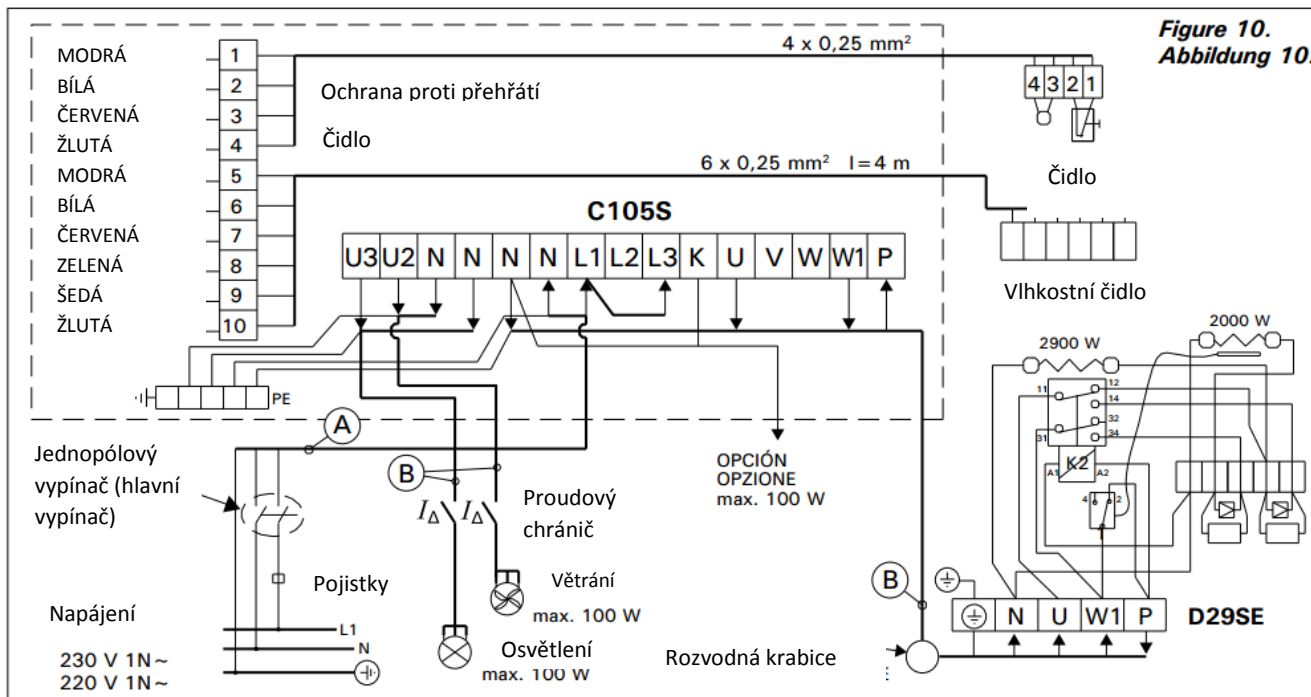 Figure 10.
Abbildung 10.
MODRÁ 1
BÍLÁ 2
ČERVENÁ 3
ŽLUTÁ 4
MODRÁ 5
BÍLÁ 6
ČERVENÁ 7
ZELENÁ 8
ŠEDÁ 9
ŽLUTÁ 10
4 x 0,25 mm²
Ochrana proti přehřátí
Čidlo
4 3 2 1
Čidlo
6 x 0,25 mm² l=4 m
Vlhkostní čidlo
C105S
U3 U2 N N N N L1 L2 L3 K U V W W1 P
PE
A
Jednopólový
vypínač (hlavní
vypínač)
B
I∆ I∆
Proudový
chránič
OPCIÓN
OPZIONE
max. 100 W
Pojistky
Větrání
max. 100 W
Napájení
L1
N
230 V 1N~
220 V 1N~
Osvětlení
max. 100 W
Rozvodná krabice
B
2000 W
2900 W
11 12
14
32
31 34
K2
A1 A2
4 2
1
N U W1 P
D29SE